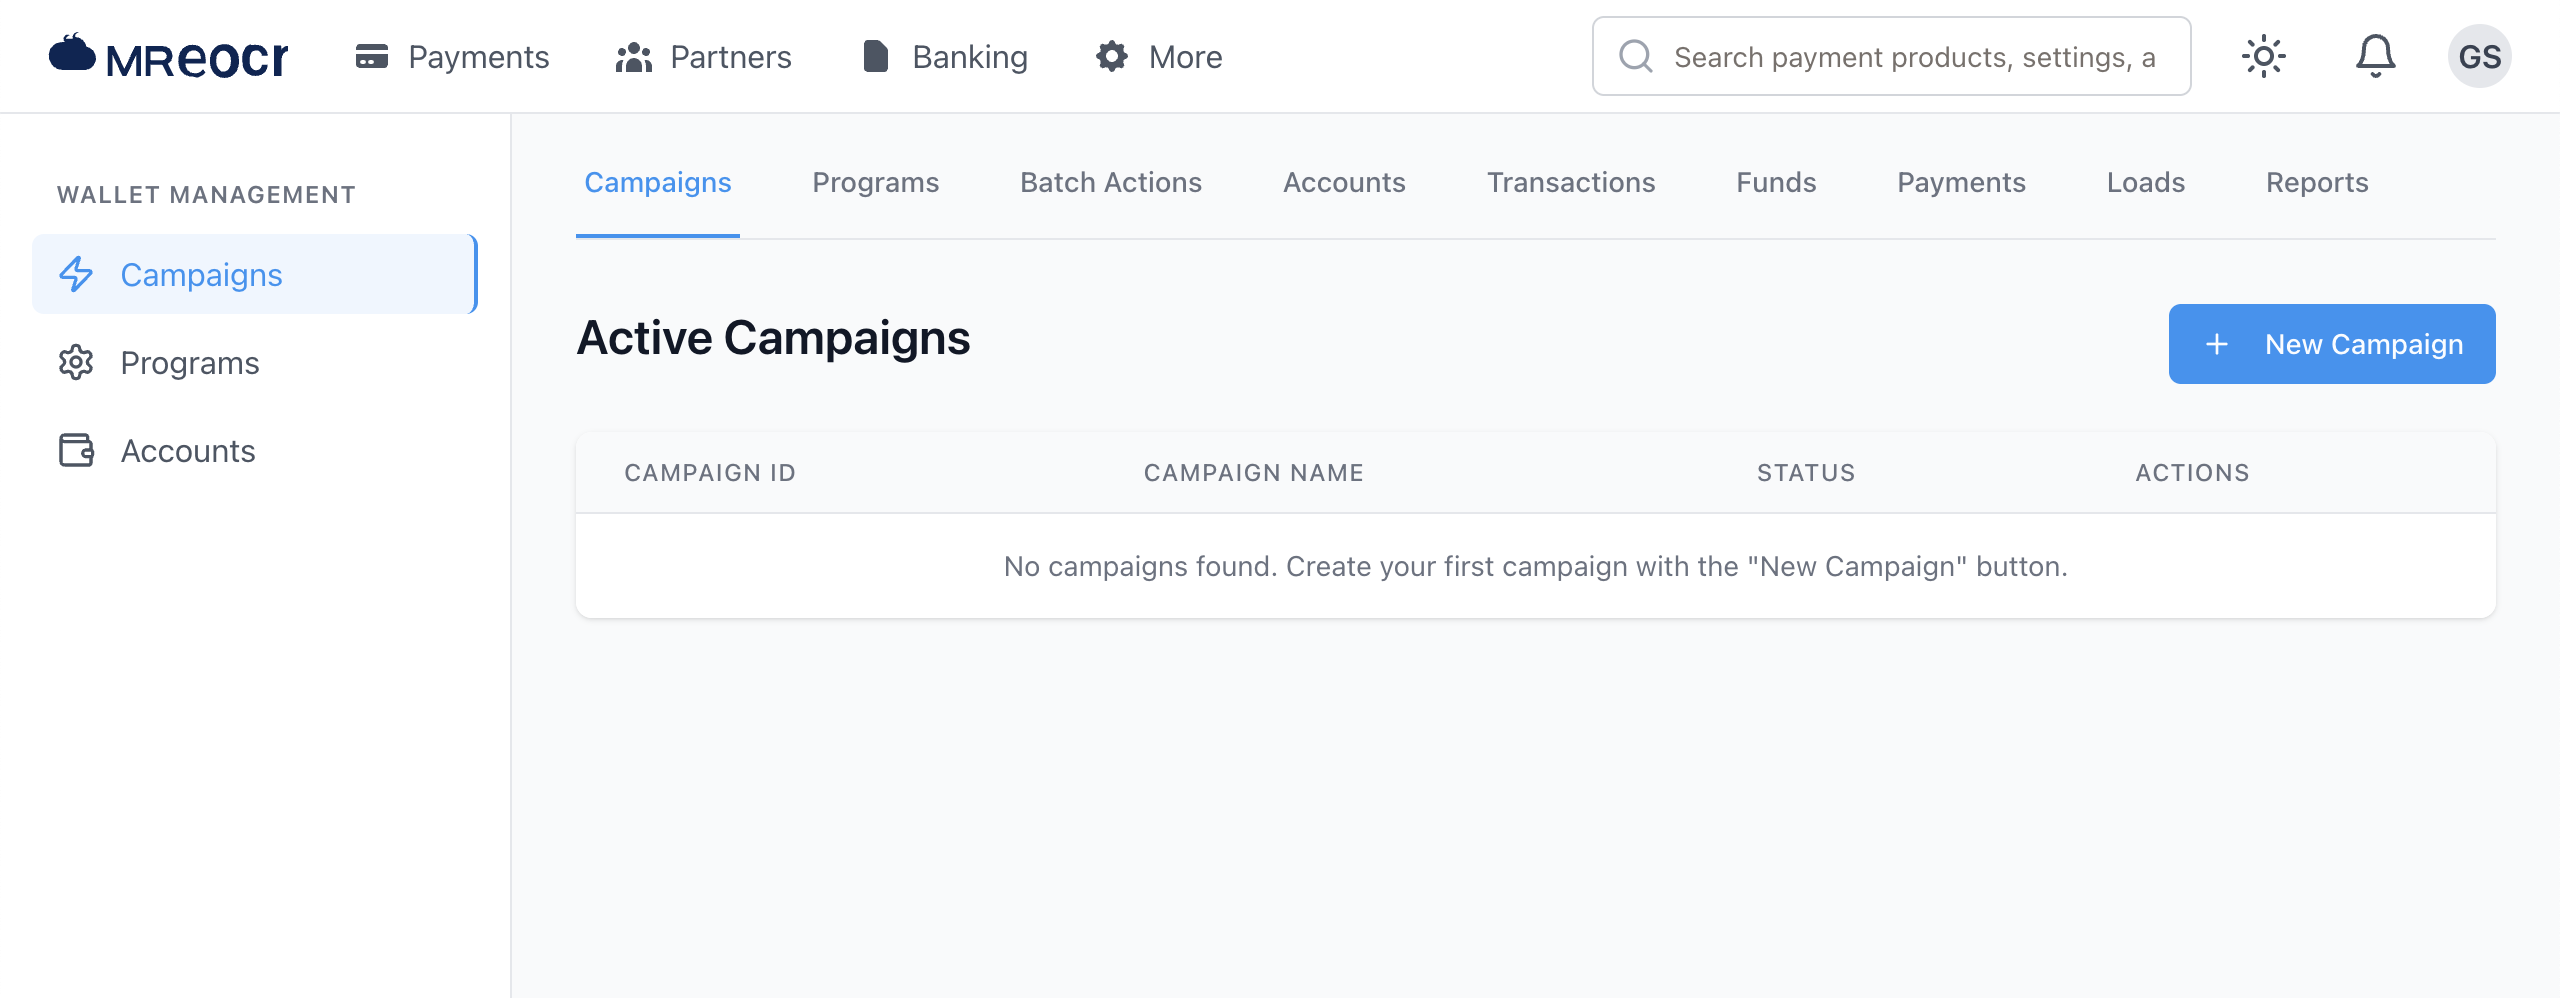 MReocr
Payments
Partners
Banking
More
Search payment products, settings, a
GS
WALLET MANAGEMENT
Campaigns
Programs
Accounts
Campaigns
Programs
Batch Actions
Accounts
Transactions
Funds
Payments
Loads
Reports
Active Campaigns
New Campaign
CAMPAIGN ID
CAMPAIGN NAME
STATUS
ACTIONS
No campaigns found. Create your first campaign with the "New Campaign" button.